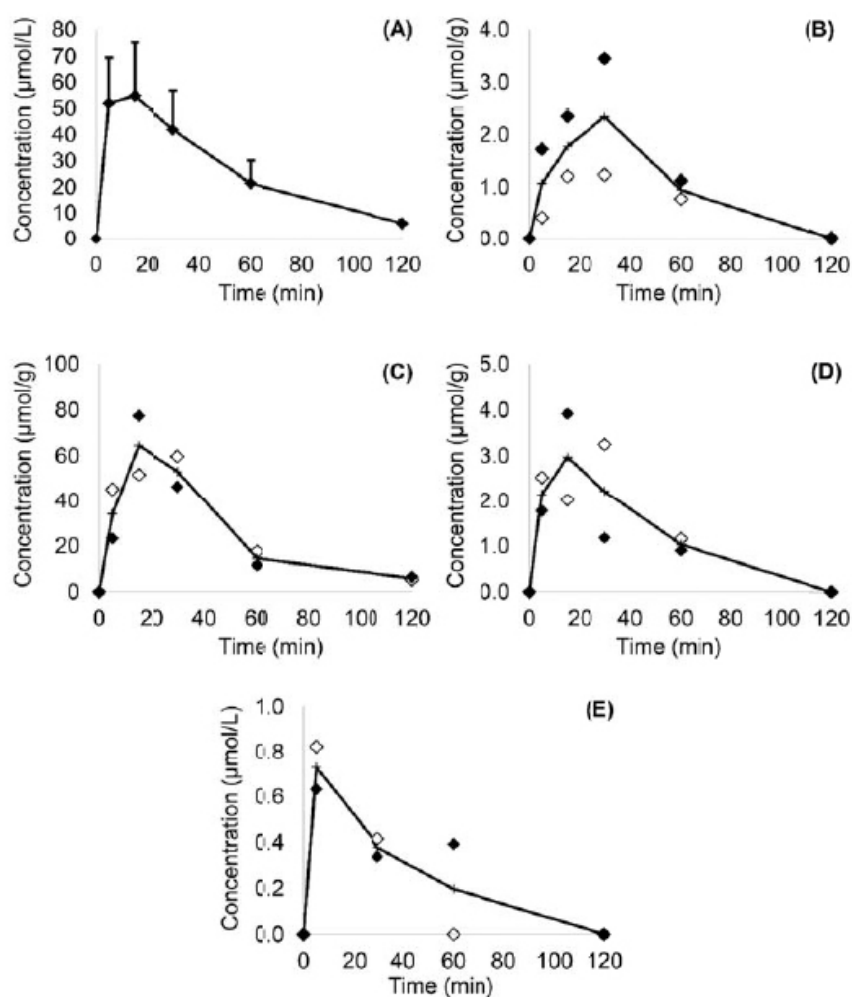 (A)
Concentration (µmol/L)
80
70
60
50
40
30
20
10
0
0 20 40 60 80 100 120
Time (min)
(B)
Concentration (µmol/g)
4.0
3.0
2.0
1.0
0.0
0 20 40 60 80 100 120
Time (min)
(C)
Concentration (µmol/g)
100
80
60
40
20
0
0 20 40 60 80 100 120
Time (min)
(D)
Concentration (µmol/g)
5.0
4.0
3.0
2.0
1.0
0.0
0 20 40 60 80 100 120
Time (min)
(E)
Concentration (µmol/L)
1.0
0.8
0.6
0.4
0.2
0.0
0 20 40 60 80 100 120
Time (min)